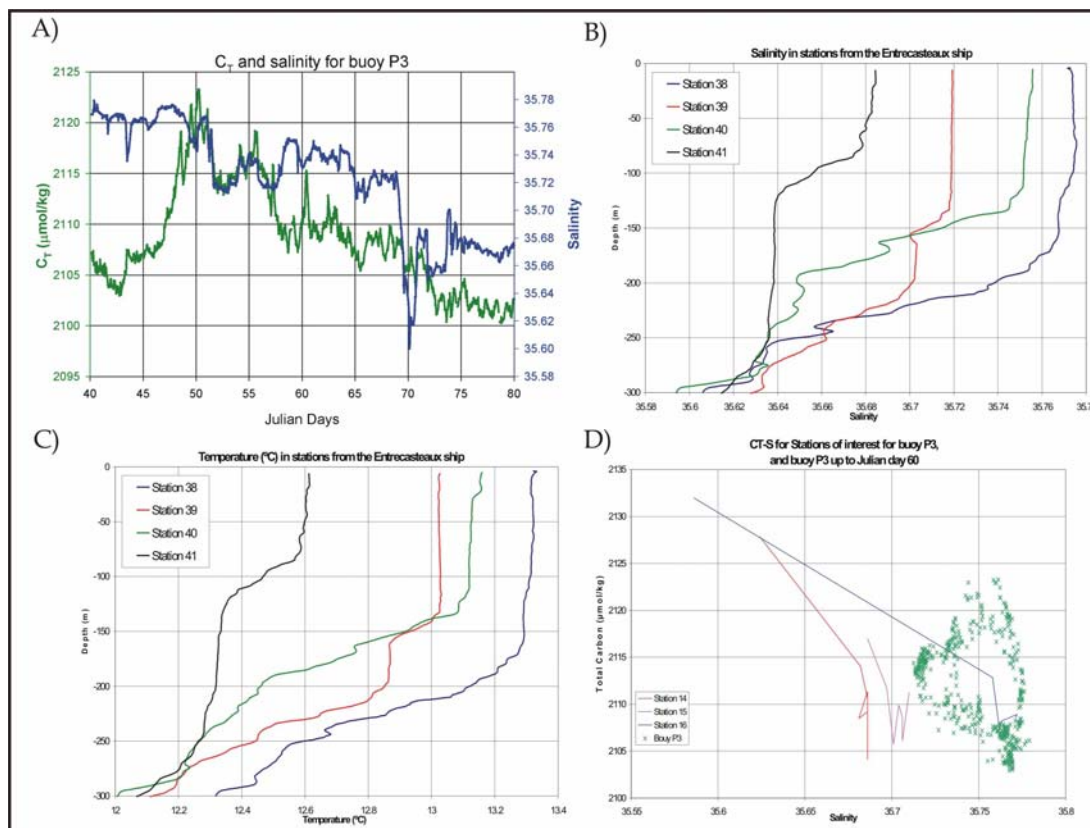 A)
C_T and salinity for buoy P3
2125
2120
2115
2110
2105
2100
2095
C_T (µmol/kg)
35.78
35.76
35.74
35.72
35.70
35.68
35.66
35.64
35.62
35.60
35.58
Salinity
40 45 50 55 60 65 70 75 80
Julian Days
B)
Salinity in stations from the Entrecasteaux ship
0
-50
-100
-150
-200
-250
-300
Depth (m)
Station 38
Station 39
Station 40
Station 41
35.58 35.6 35.62 35.64 35.66 35.68 35.7 35.72 35.74 35.76 35.7
Salinity
C)
Temperature (ºC) in stations from the Entrecasteaux ship
0
-50
-100
-150
-200
-250
-300
Depth (m)
Station 38
Station 39
Station 40
Station 41
12 12.2 12.4 12.6 12.8 13 13.2 13.4
Temperature (ºC)
D)
CT-S for Stations of interest for buoy P3,
and buoy P3 up to Julian day 60
2135
2130
2125
2120
2115
2110
2105
2100
Total Carbon (µmol/kg)
Station 14
Station 15
Station 16
Bouy P3
35.55 35.6 35.65 35.7 35.75 35.8
Salinity